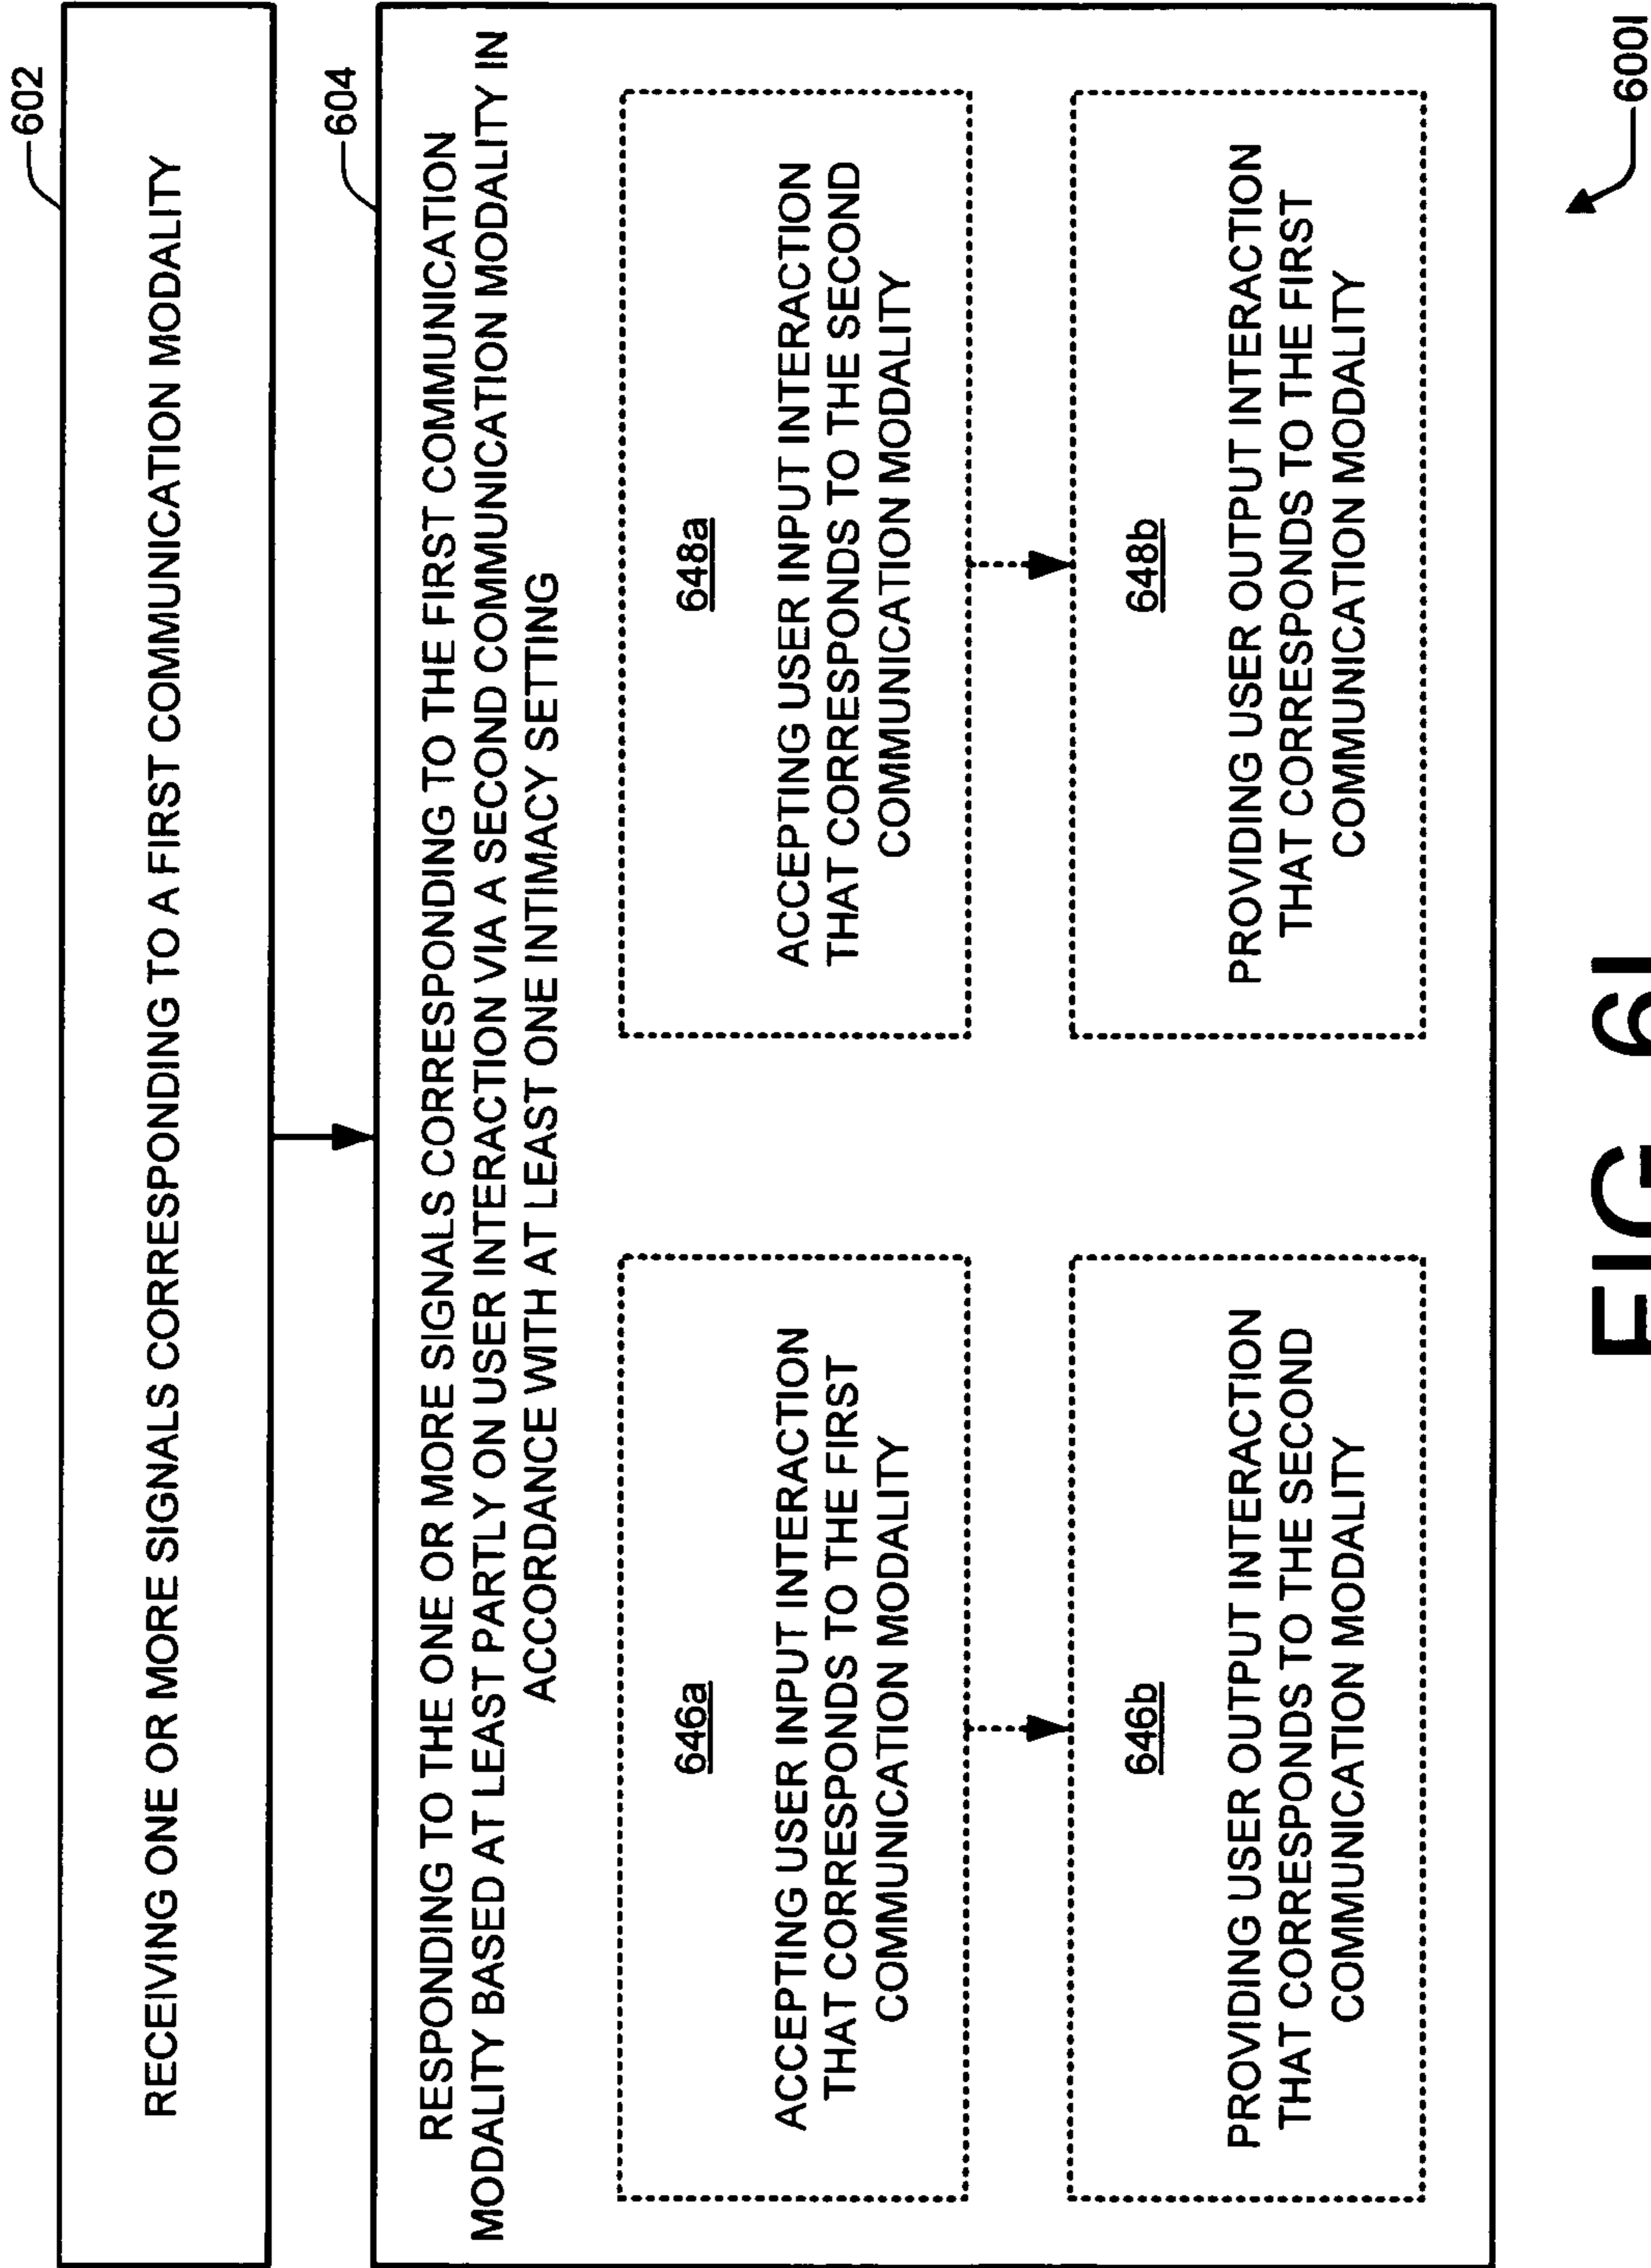 602
RECEIVING ONE OR MORE SIGNALS CORRESPONDING TO A FIRST COMMUNICATION MODALITY
604
RESPONDING TO THE ONE OR MORE SIGNALS CORRESPONDING TO THE FIRST COMMUNICATION
MODALITY BASED AT LEAST PARTLY ON USER INTERACTION VIA A SECOND COMMUNICATION MODALITY IN
ACCORDANCE WITH AT LEAST ONE INTIMACY SETTING
646a
ACCEPTING USER INPUT INTERACTION
THAT CORRESPONDS TO THE FIRST
COMMUNICATION MODALITY
646b
PROVIDING USER OUTPUT INTERACTION
THAT CORRESPONDS TO THE SECOND
COMMUNICATION MODALITY
648a
ACCEPTING USER INPUT INTERACTION
THAT CORRESPONDS TO THE SECOND
COMMUNICATION MODALITY
648b
PROVIDING USER OUTPUT INTERACTION
THAT CORRESPONDS TO THE FIRST
COMMUNICATION MODALITY
600I
FIG. 6I